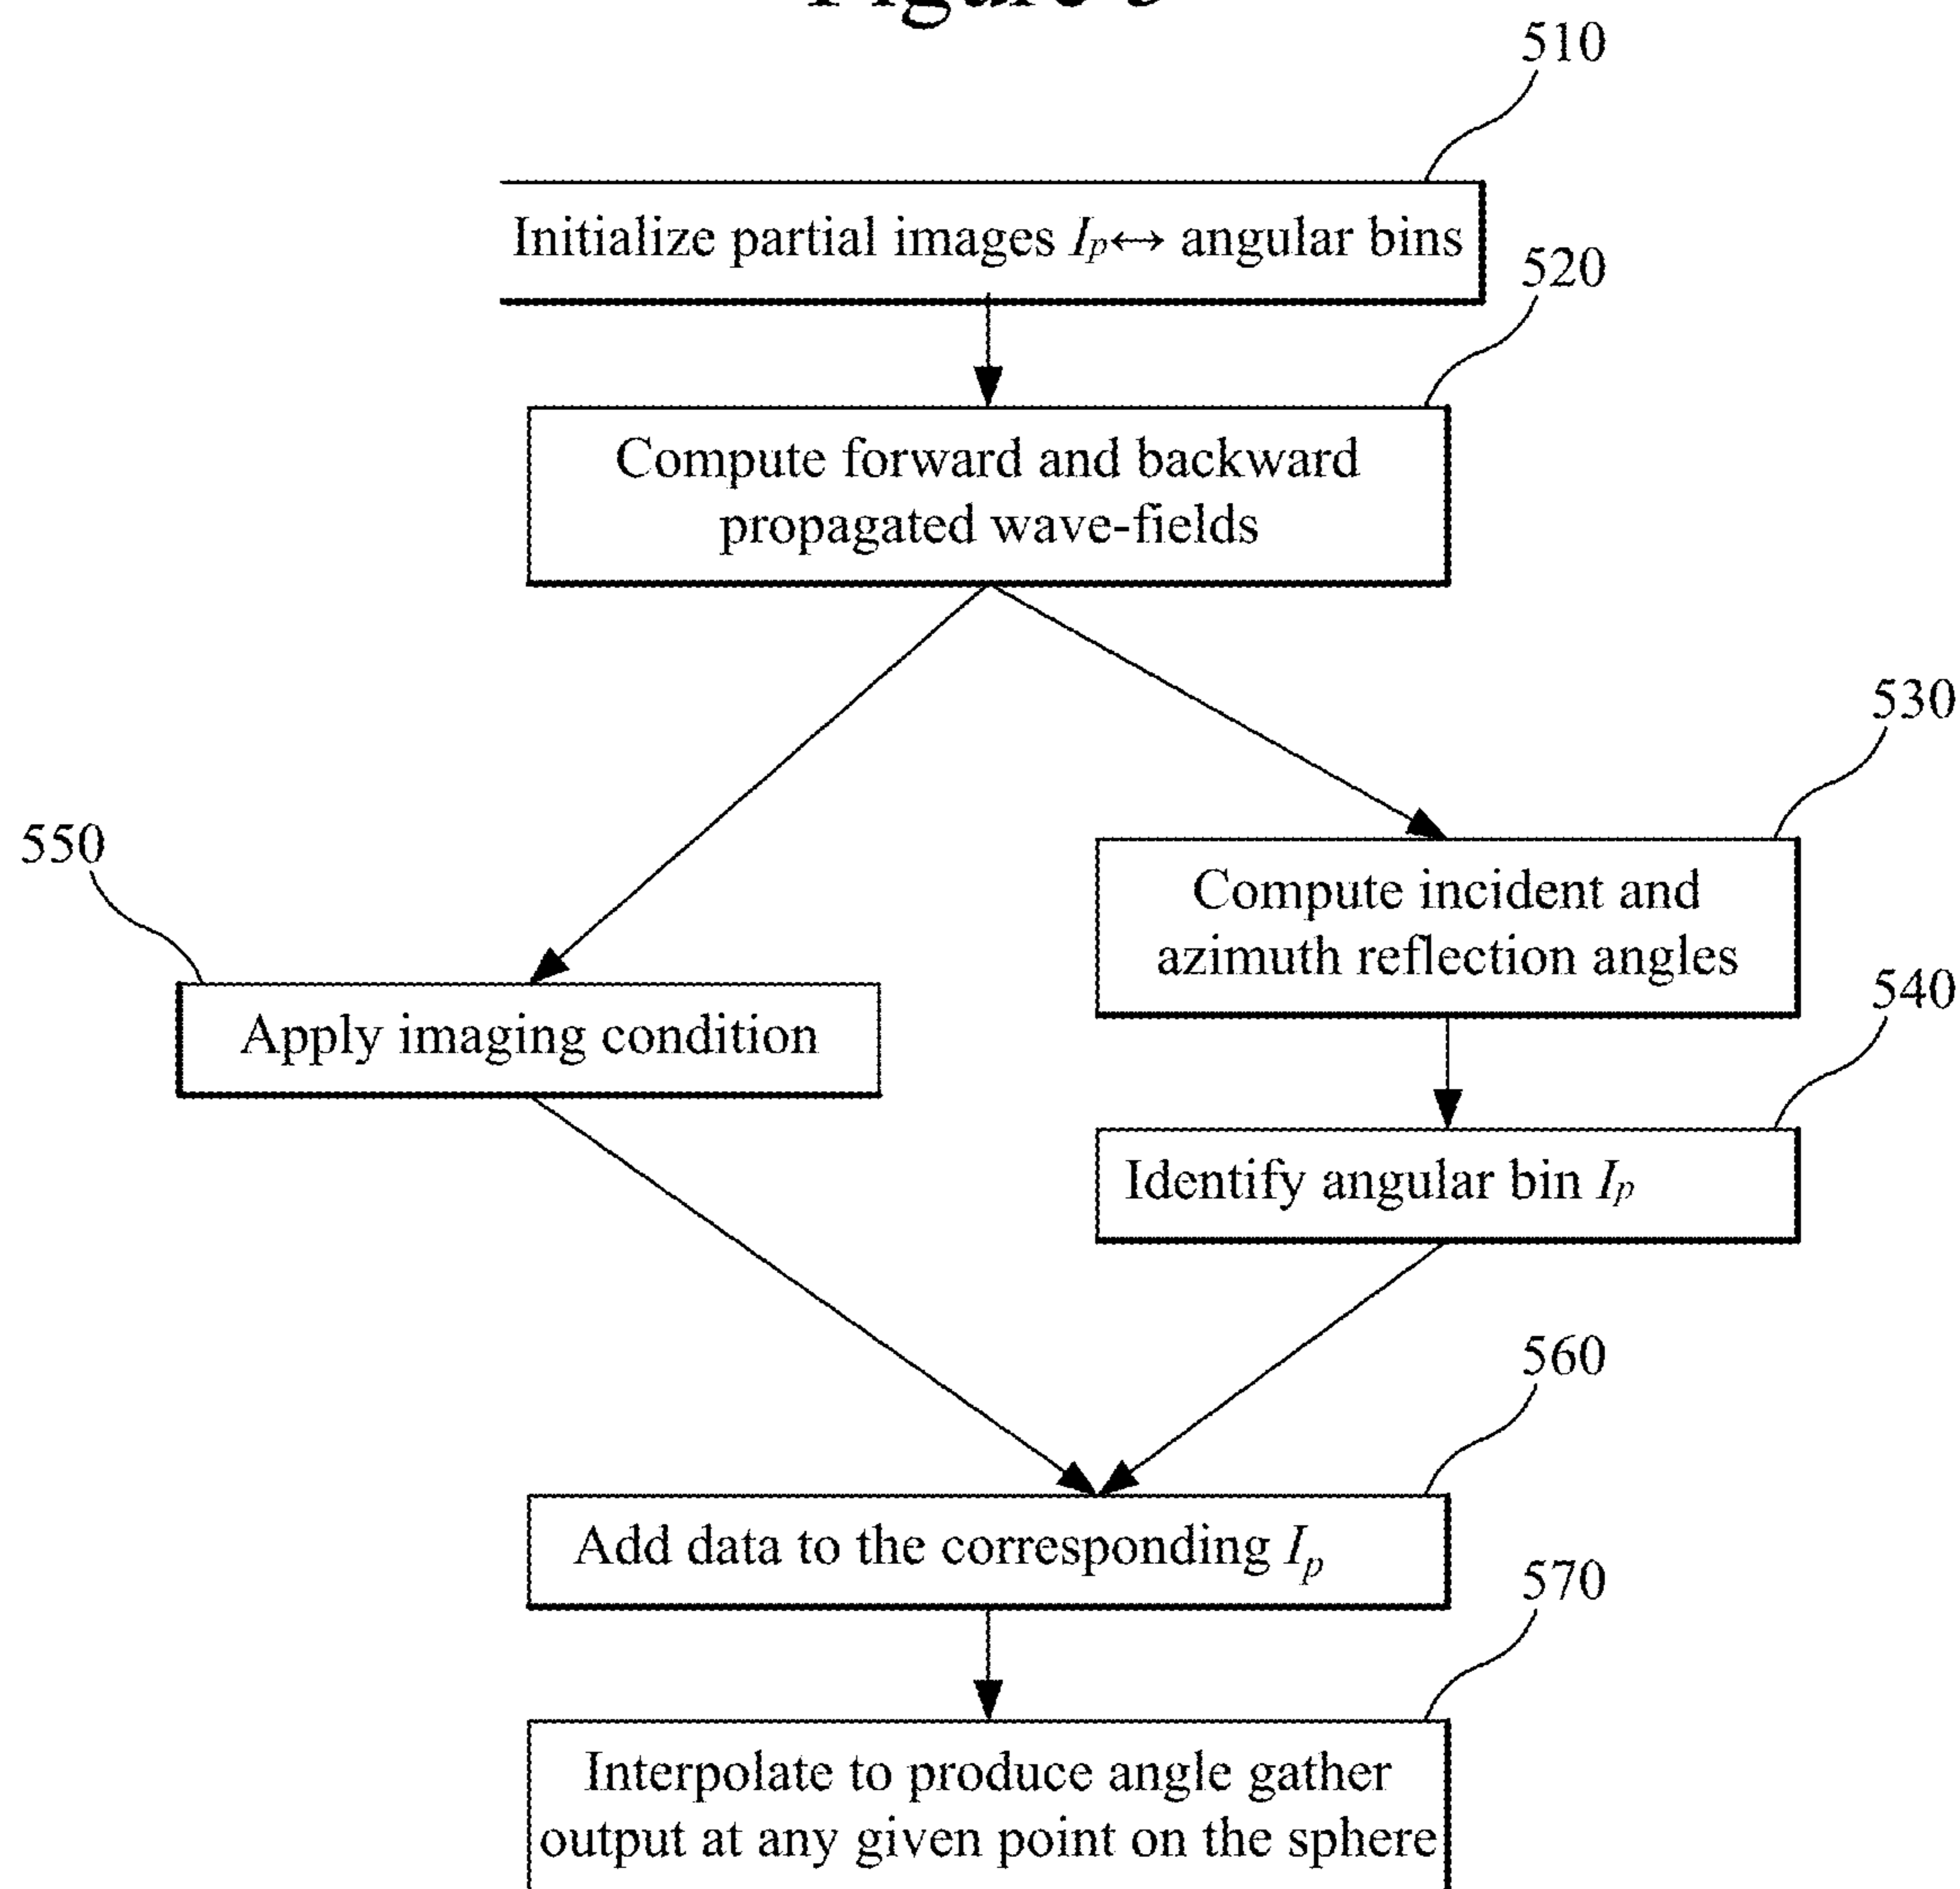 510
Initialize partial images Ip↔ angular bins
520
Compute forward and backward
propagated wave-fields
530
550
Compute incident and
azimuth reflection angles
540
Apply imaging condition
Identify angular bin Ip
560
Add data to the corresponding Ip
570
Interpolate to produce angle gather
output at any given point on the sphere